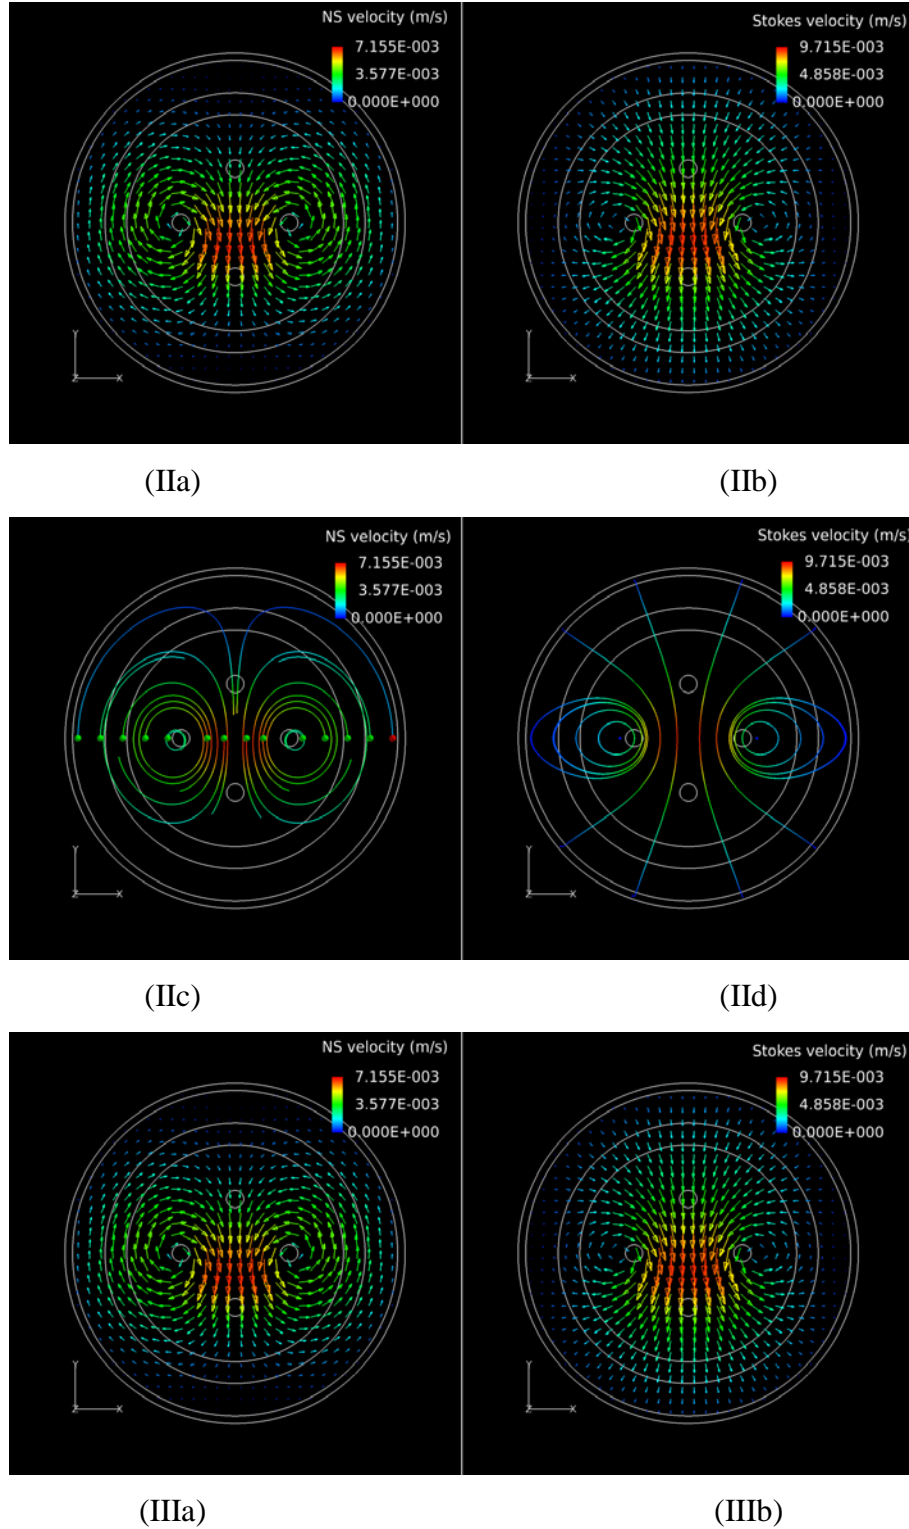 NS velocity (m/s)
7.155E-003
3.577E-003
0.000E+000
Y
Z X
Stokes velocity (m/s)
9.715E-003
4.858E-003
0.000E+000
Y
Z X
(IIa) (IIb)
NS velocity (m/s)
7.155E-003
3.577E-003
0.000E+000
Y
Z X
Stokes velocity (m/s)
9.715E-003
4.858E-003
0.000E+000
Y
Z X
(IIc) (IId)
NS velocity (m/s)
7.155E-003
3.577E-003
0.000E+000
Y
Z X
Stokes velocity (m/s)
9.715E-003
4.858E-003
0.000E+000
Y
Z X
(IIIa) (IIIb)